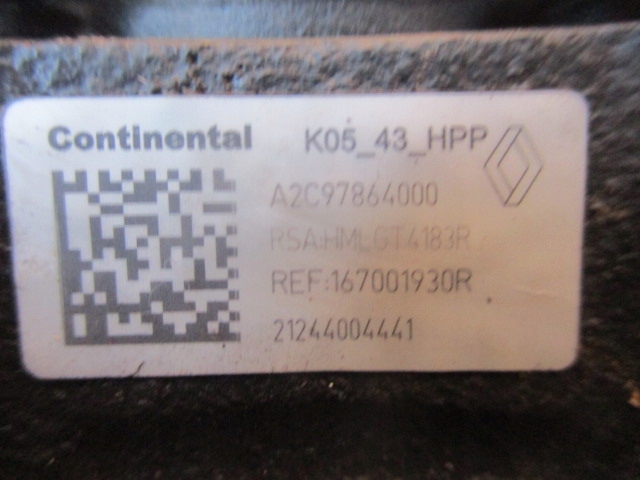 Continental K05_43_HPP
A2C97864000
RSA:HMLGT4183R
REF:167001930R
21244004441